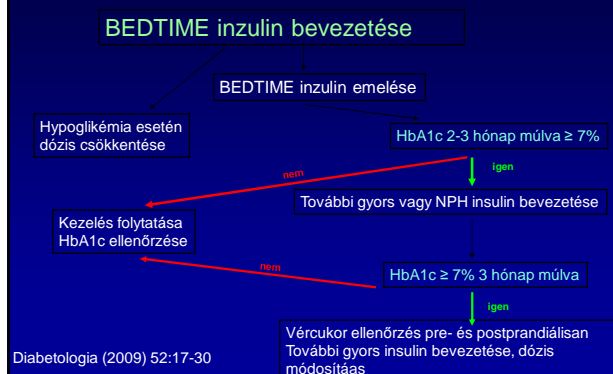 BEDTIME inzulin bevezetése
BEDTIME inzulin emelése
Hypoglikémia esetén
dózis csökkentése
HbA1c 2-3 hónap múlva ≥ 7%
nem
igen
További gyors vagy NPH insulin bevezetése
Kezelés folytatása
HbA1c ellenőrzése
nem
HbA1c ≥ 7% 3 hónap múlva
igen
Vércukor ellenőrzés pre- és postprandiálisan
További gyors insulin bevezetése, dózis
módosítáas
Diabetologia (2009) 52:17-30